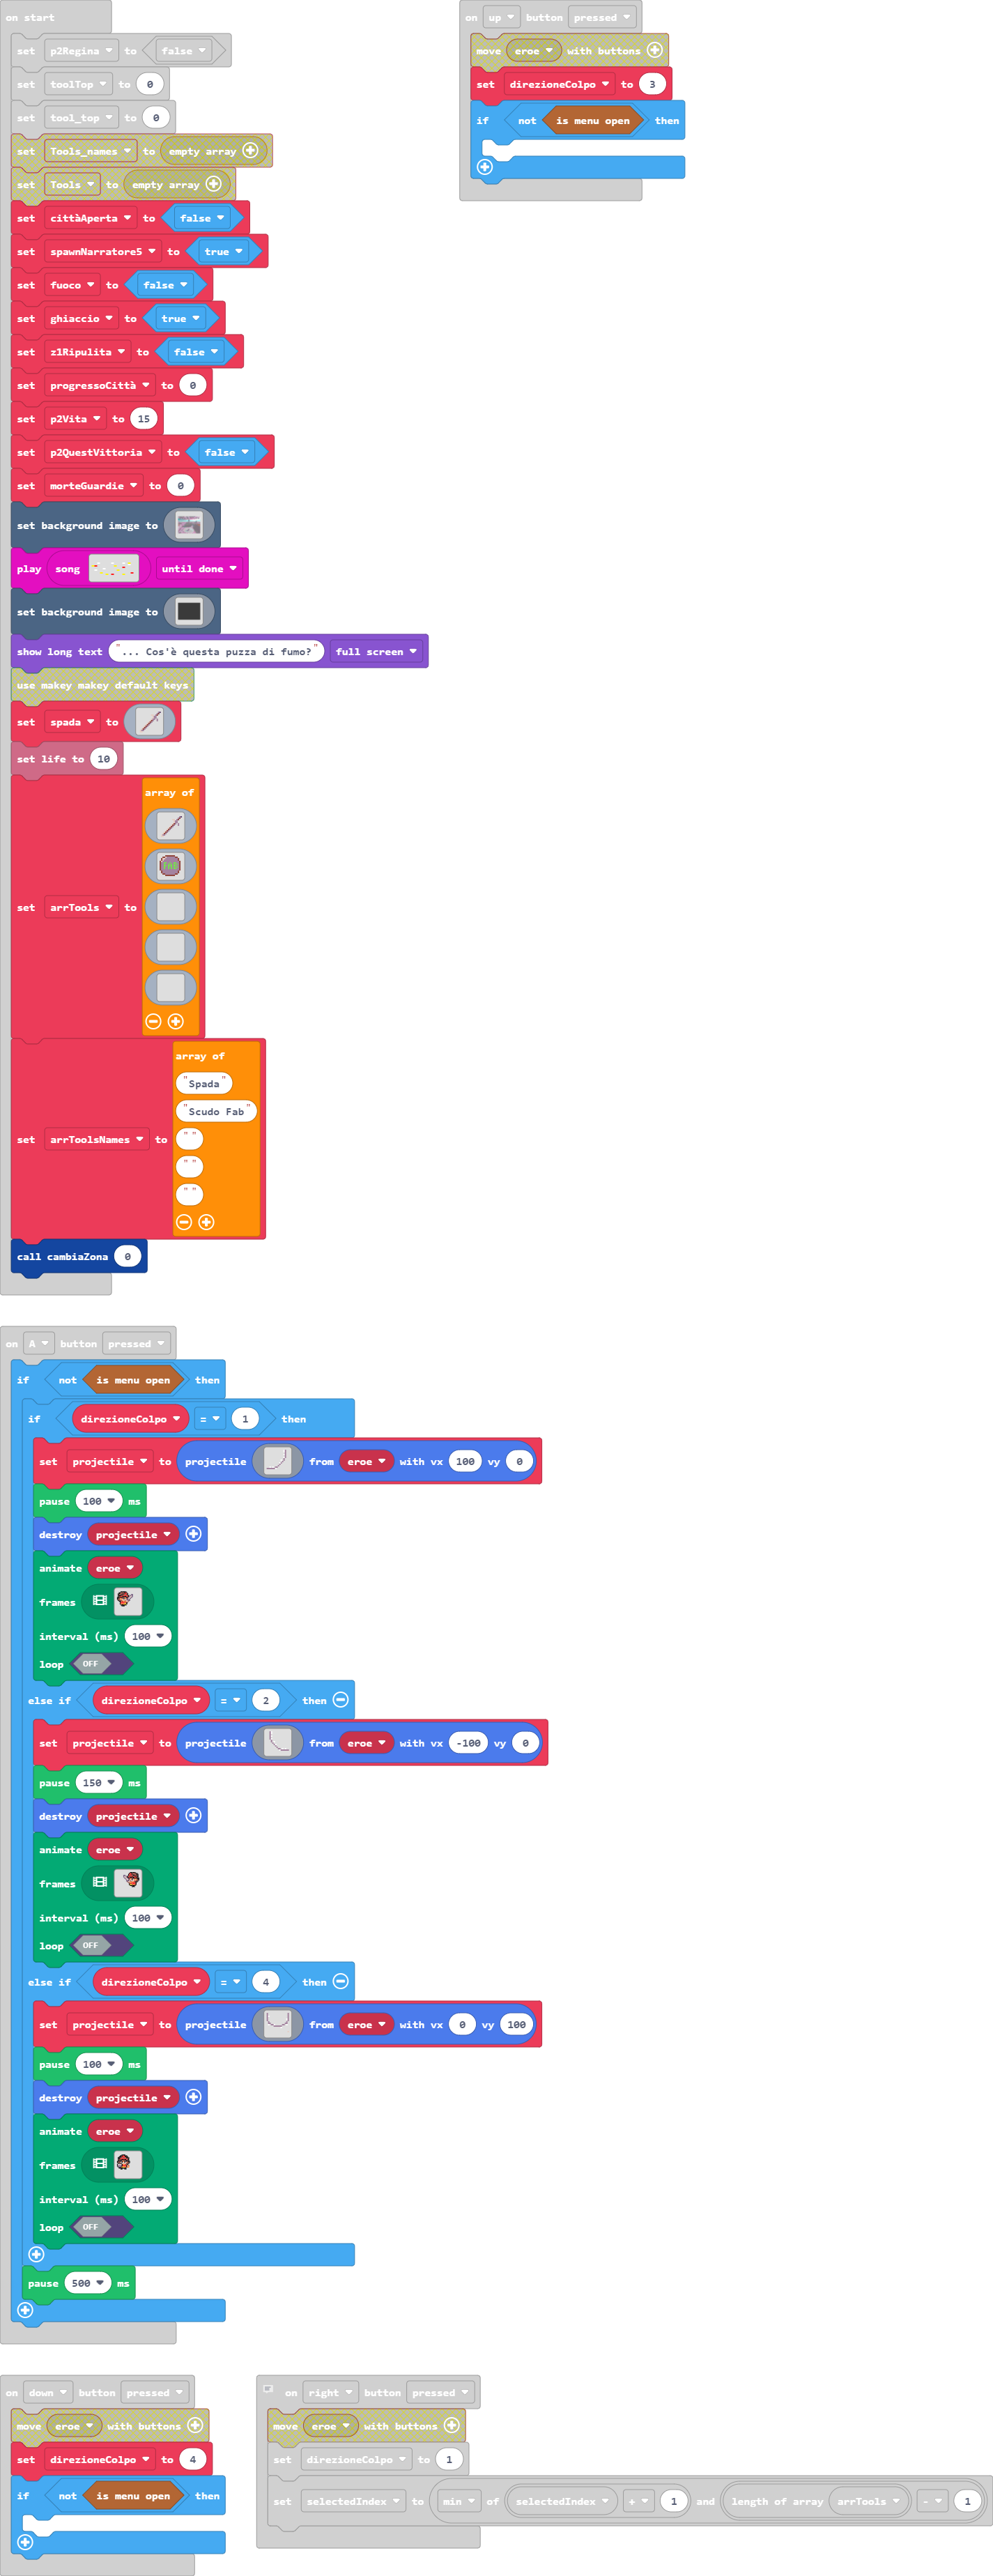 on start
set p2Regina to false
set toolTop to 0
set tool_top to 0
set Tools_names to empty array
set Tools to empty array
set cittàAperta to false
set spawnNarratore5 to true
set fuoco to false
set ghiaccio to true
set z1Ripulita to false
set progressoCittà to 0
set p2Vita to 15
set p2QuestVittoria to false
set morteGuardie to 0
set background image to
play song until done
set background image to
show long text "... Cos'è questa puzza di fumo?" full screen
use makey makey default keys
set spada to
set life to 10
array of
FAB
set arrTools to
array of
"Spada"
"Scudo Fab"
set arrToolsNames to " "
" "
" "
call cambiaZona 0
on up button pressed
move eroe with buttons
set direzioneColpo to 3
if not is menu open then
on A button pressed
if not is menu open then
if direzioneColpo = 1 then
set projectile to projectile from eroe with vx 100 vy 0
pause 100 ms
destroy projectile
animate eroe
frames
interval (ms) 100
loop OFF
else if direzioneColpo = 2 then
set projectile to projectile from eroe with vx -100 vy 0
pause 150 ms
destroy projectile
animate eroe
frames
interval (ms) 100
loop OFF
else if direzioneColpo = 4 then
set projectile to projectile from eroe with vx 0 vy 100
pause 100 ms
destroy projectile
animate eroe
frames
interval (ms) 100
loop OFF
pause 500 ms
on down button pressed
move eroe with buttons
set direzioneColpo to 4
if not is menu open then
on right button pressed
move eroe with buttons
set direzioneColpo to 1
set selectedIndex to min of selectedIndex + 1 and length of array arrTools - 1